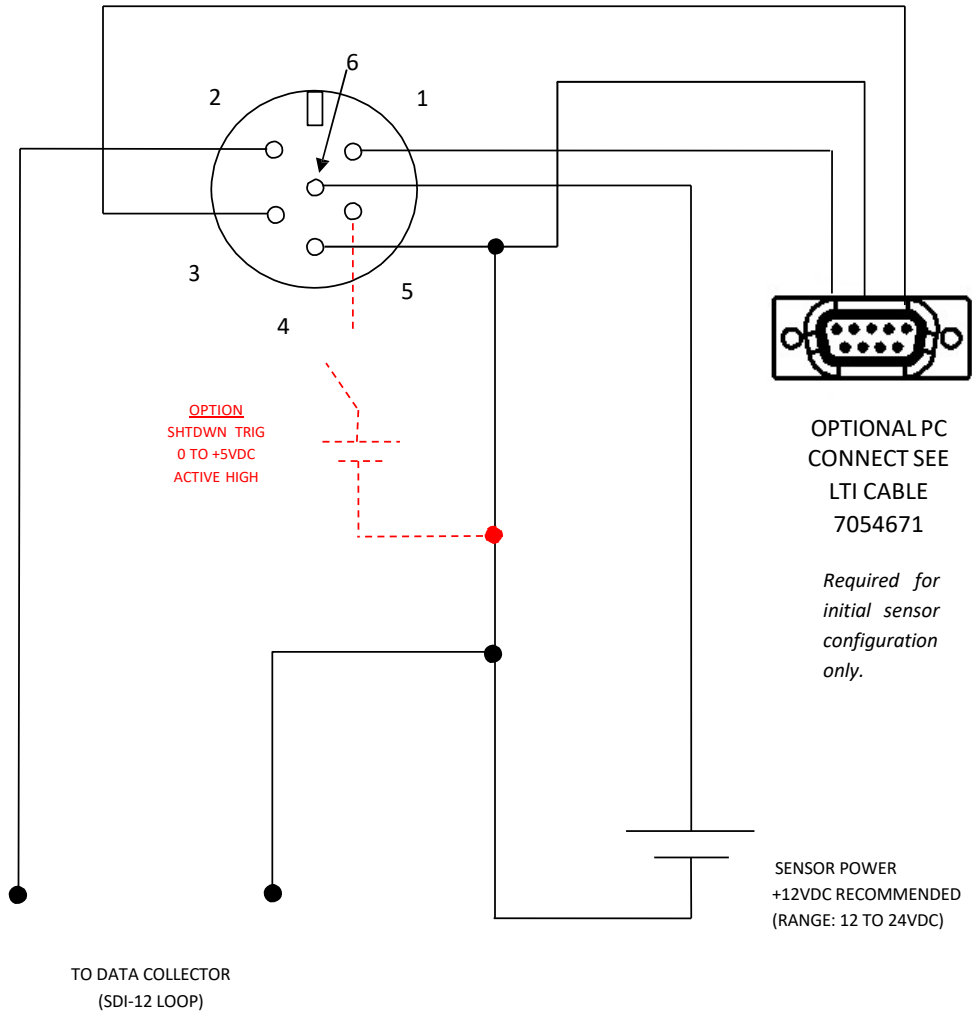 6
2
1
3
5
4
OPTION
SHTDWN TRIG
0 TO +5VDC
ACTIVE HIGH
OPTIONAL PC
CONNECT SEE
LTI CABLE
7054671
Required for
initial sensor
configuration
only.
SENSOR POWER
+12VDC RECOMMENDED
(RANGE: 12 TO 24VDC)
TO DATA COLLECTOR
(SDI-12 LOOP)